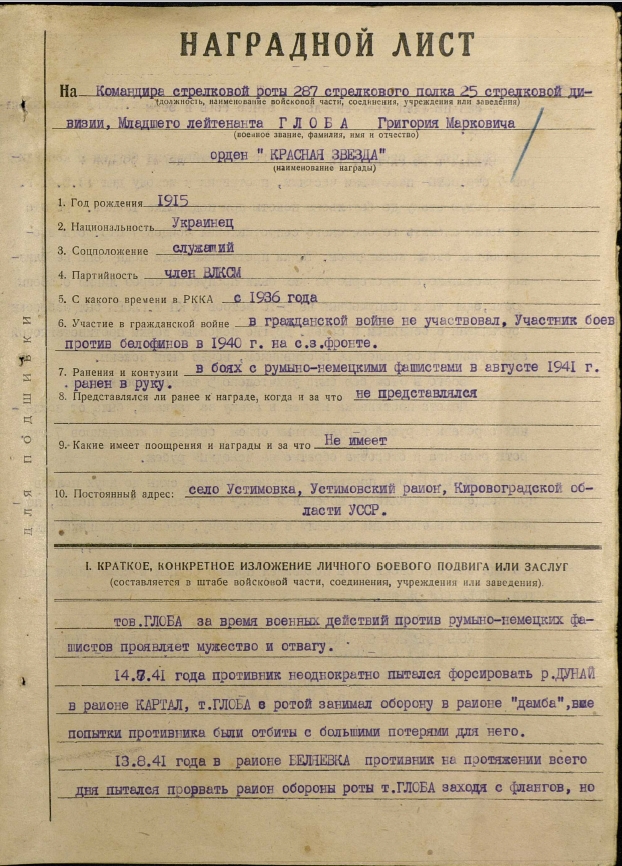 НАГРАДНОЙ ЛИСТ
На Командира стрелковой роты 287 стрелкового полка 25 стрелковой ди-
(должность, наименование войсковой части, соединения, учреждения или заведения)
визии, Младшего лейтенанта Г Л О Б А Григория Марковича
(военное звание, фамилия, имя и отчество)
орден " КРАСНАЯ ЗВЕЗДА"
(наименование награды)
1. Год рождения 1915
2. Национальность Украинец
3. Соцположение служащий
4. Партийность член ВЛКСМ
5. С какого времени в РККА с 1936 года
6. Участие в гражданской войне в гражданской войне не участвовал, Участник боев
против белофинов в 1940 г. на с.з.фронте.
7. Ранения и контузии в боях с румыно-немецкими фашистами в августе 1941 г.
ранен в руку.
8. Представлялся ли ранее к награде, когда и за что не представлялся
9. Какие имеет поощрения и награды и за что Не имеет
10. Постоянный адрес: село Устимовка, Устимовский район, Кировоградской об-
ласти УССР.
ДЛЯ ПОДШИВКИ
I. КРАТКОЕ, КОНКРЕТНОЕ ИЗЛОЖЕНИЕ ЛИЧНОГО БОЕВОГО ПОДВИГА ИЛИ ЗАСЛУГ
(составляется в штабе войсковой части, соединения, учреждения или заведения).
тов.ГЛОБА за время военных действий против румыно-немецких фа-
шистов проявляет мужество и отвагу.
14.7.41 года противник неоднократно пытался форсировать р.ДУНАЙ
в районе КАРТАЛ, т.ГЛОБА с ротой занимал оборону в районе "дамба",вше
попытки противника были отбиты с большими потерями для него.
13.8.41 года в районе БЕЛЯЕВКА противник на протяжении всего
дня пытался прорвать район обороны роты т.ГЛОБА заходя с флангов, но